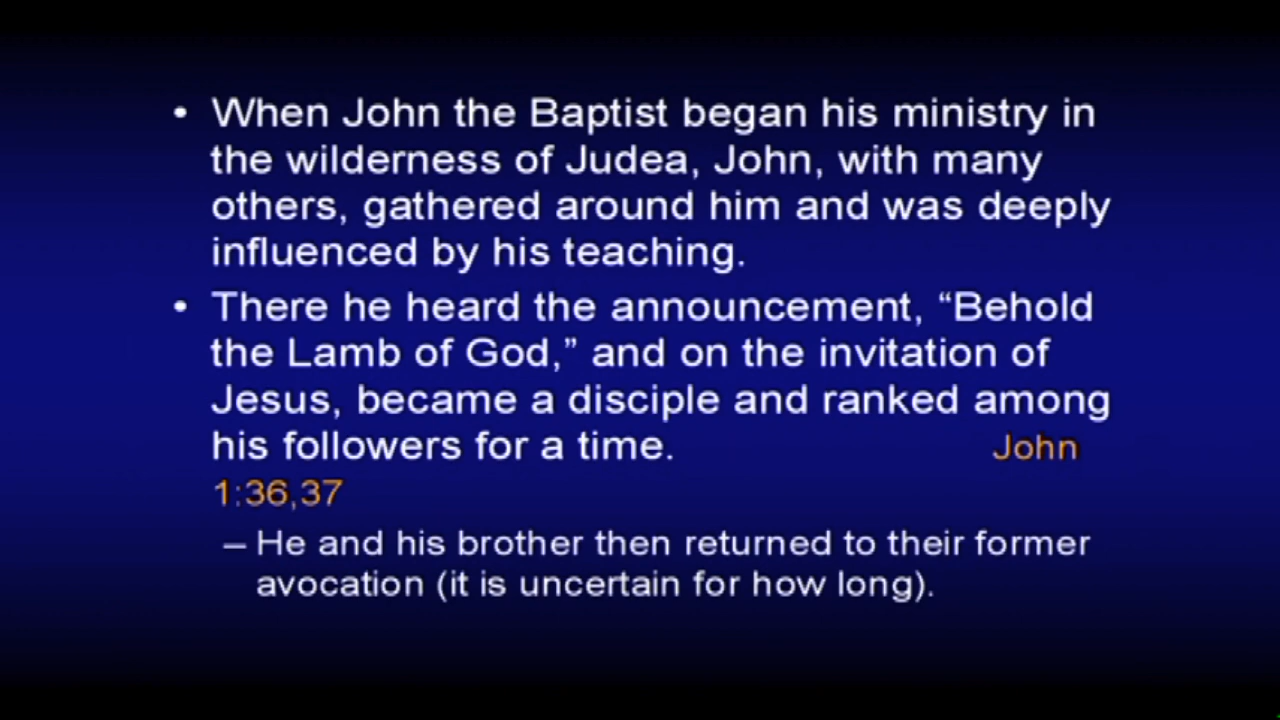 • When John the Baptist began his ministry in
the wilderness of Judea, John, with many
others, gathered around him and was deeply
influenced by his teaching.
• There he heard the announcement, “Behold
the Lamb of God,” and on the invitation of
Jesus, became a disciple and ranked among
his followers for a time. John
1:36,37
– He and his brother then returned to their former
avocation (it is uncertain for how long).